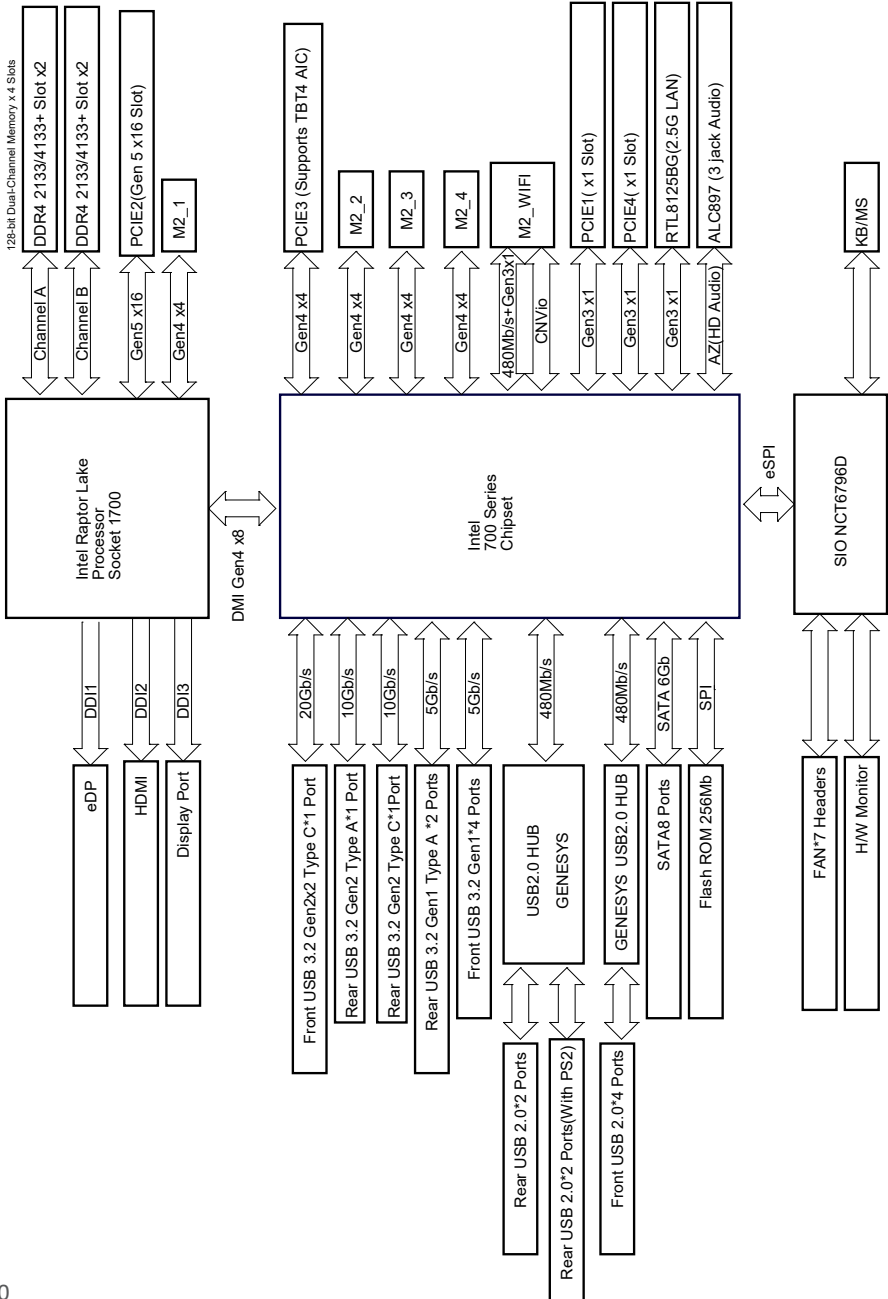 128-bit Dual-Channel Memory x 4 Slots
DDR4 2133/4133+ Slot x2
DDR4 2133/4133+ Slot x2
PCIE2(Gen 5 x16 Slot)
M2_1
Channel A
Channel B
Gen5 x16
Gen4 x4
Intel Raptor Lake
Processor
Socket 1700
DDI1
DDI2
DDI3
eDP
HDMI
Display Port
DMI Gen4 x8
PCIE3 (Supports TBT4 AIC)
M2_2
M2_3
M2_4
M2_WIFI
PCIE1( x1 Slot)
PCIE4( x1 Slot)
RTL8125BG(2.5G LAN)
ALC897 (3 jack Audio)
Gen4 x4
Gen4 x4
Gen4 x4
Gen4 x4
480Mb/s+Gen3x1
CNVio
Gen3 x1
Gen3 x1
Gen3 x1
AZ(HD Audio)
Intel
700 Series
Chipset
20Gb/s
10Gb/s
10Gb/s
5Gb/s
5Gb/s
480Mb/s
480Mb/s
SATA 6Gb
SPI
Front USB 3.2 Gen2x2 Type C*1 Port
Rear USB 3.2 Gen2 Type A*1 Port
Rear USB 3.2 Gen2 Type C*1Port
Rear USB 3.2 Gen1 Type A *2 Ports
Front USB 3.2 Gen1*4 Ports
USB2.0 HUB
GENESYS
GENESYS USB2.0 HUB
SATA8 Ports
Flash ROM 256Mb
Rear USB 2.0*2 Ports
Rear USB 2.0*2 Ports(With PS2)
Front USB 2.0*4 Ports
eSPI
KB/MS
SIO NCT6796D
FAN*7 Headers
H/W Monitor
0